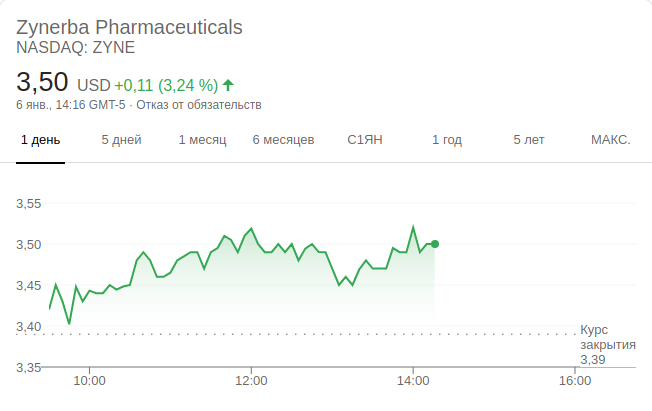 Zynerba Pharmaceuticals
NASDAQ: ZYNE
3,50 USD +0,11 (3,24 %)
6 янв., 14:16 GMT-5 · Отказ от обязательств
1 день 5 дней 1 месяц 6 месяцев С1ЯН 1 год 5 лет МАКС.
3,55
3,50
3,45
3,40
Курс
закрытия
3,39
3,35
10:00 12:00 14:00 16:00